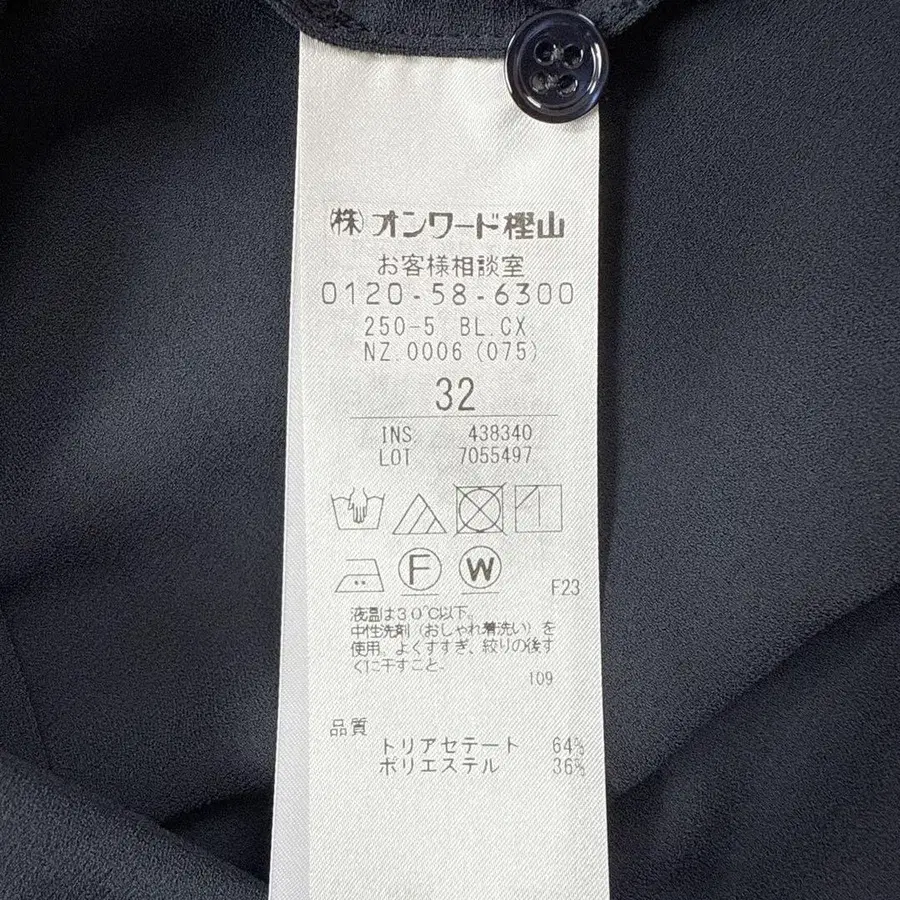 ㈱オンワード樫山
お客様相談室
0120-58-6300
250-5 BL.CX
NZ.0006(075)
32
INS 438340
LOT 7055497
F W
F23
液温は30℃以下。
中性洗剤（おしゃれ着洗い）を
使用。よくすすぎ、絞りの後す
ぐに干すこと。
109
品質
トリアセテート 64%
ポリエステル 36%